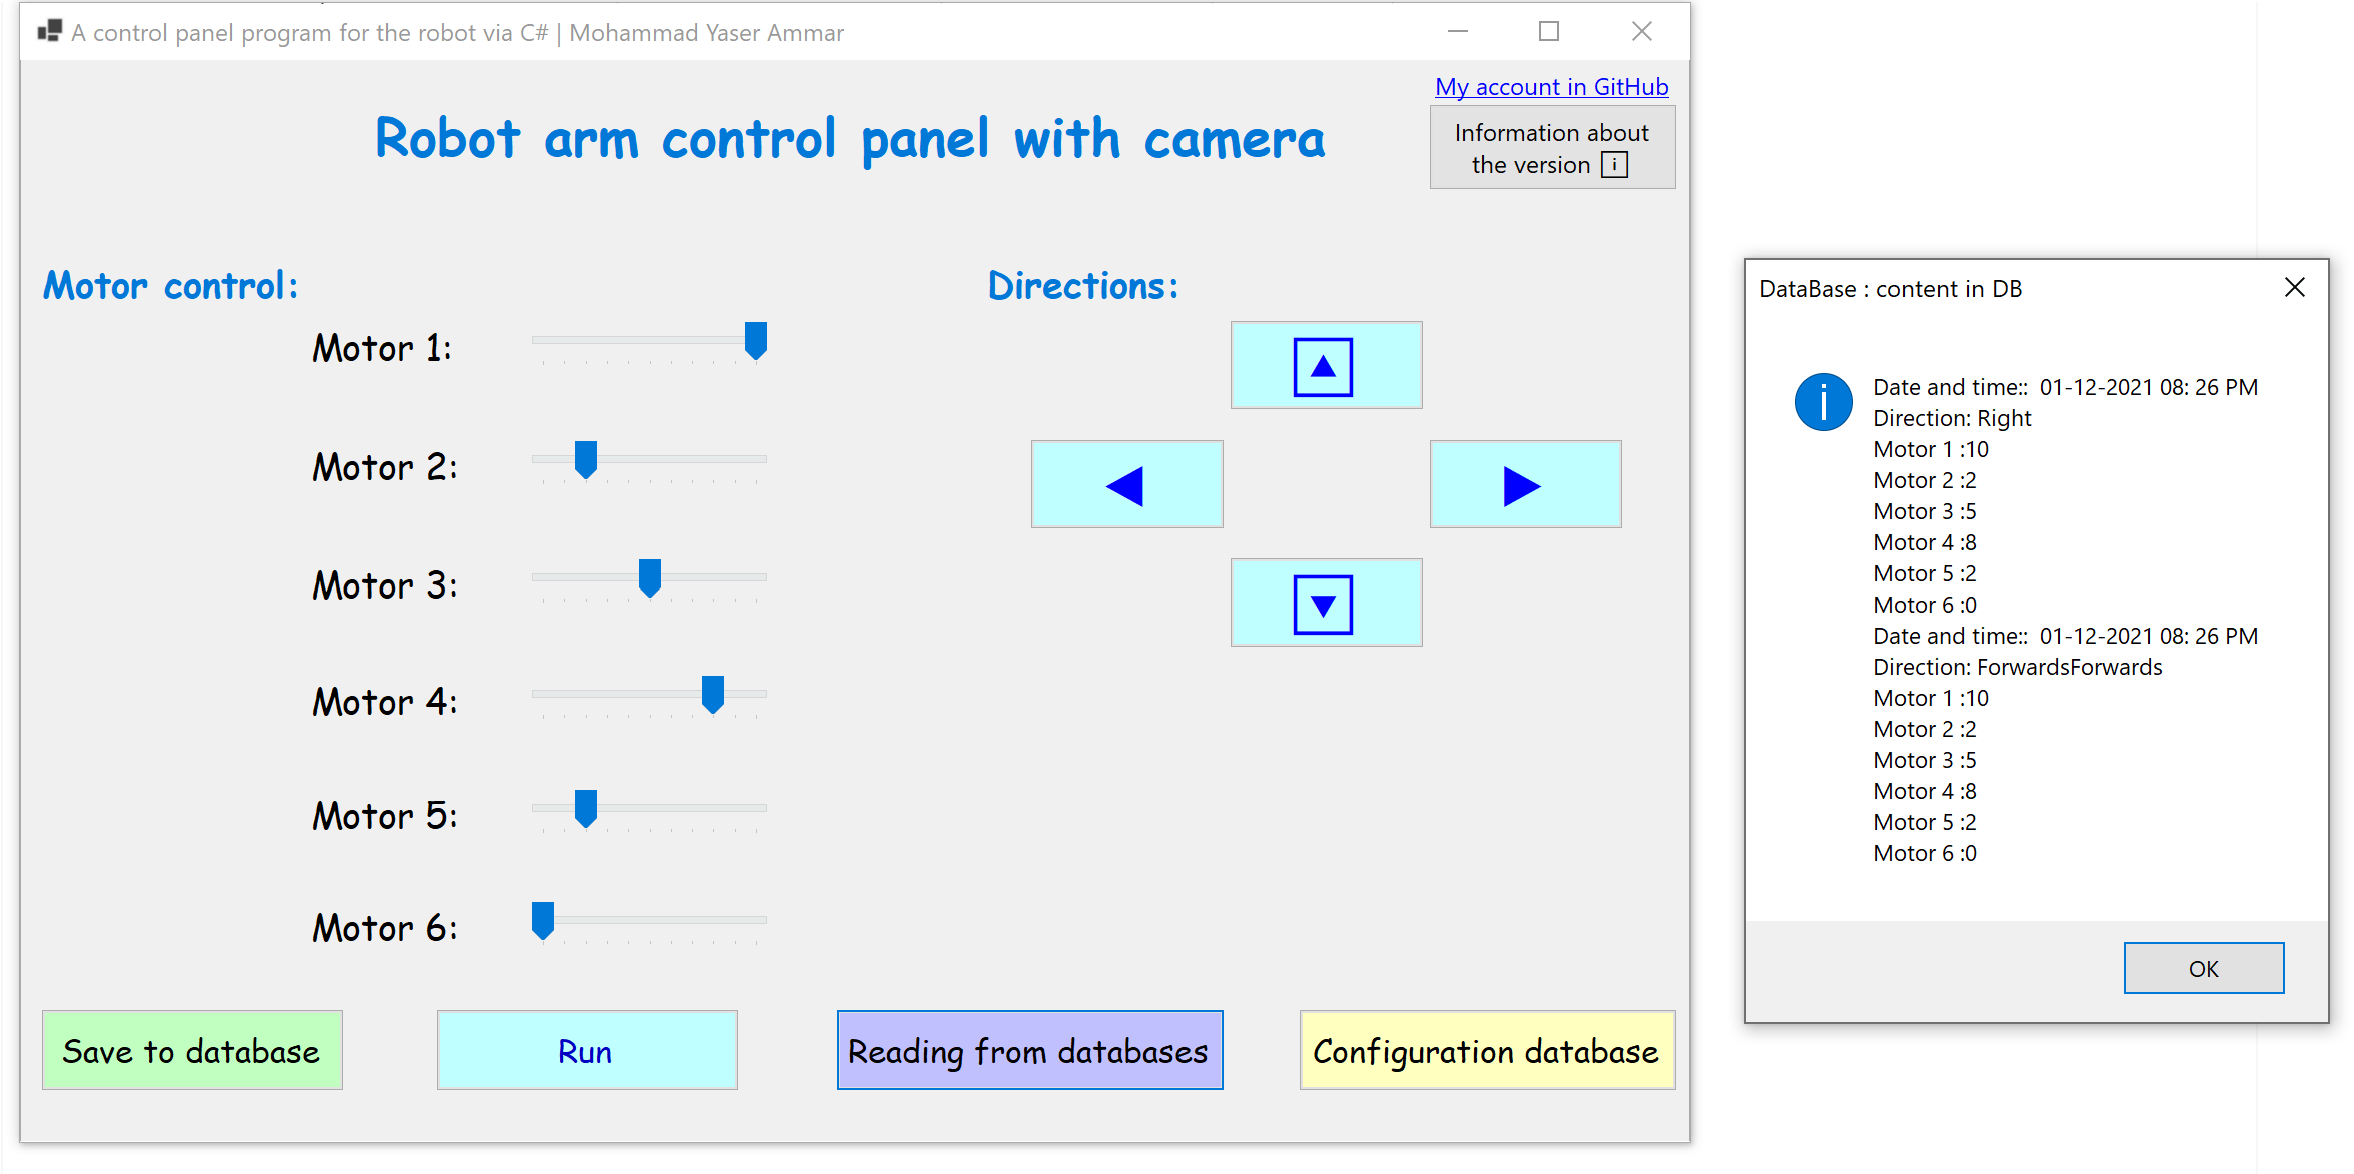 A control panel program for the robot via C# | Mohammad Yaser Ammar
My account in GitHub
Information about
the version i
Robot arm control panel with camera
Motor control:
Motor 1:
Motor 2:
Motor 3:
Motor 4:
Motor 5:
Motor 6:
Directions:
Save to database
Run
Reading from databases
Configuration database
DataBase : content in DB
Date and time::  01-12-2021 08: 26 PM
Direction: Right
Motor 1 :10
Motor 2 :2
Motor 3 :5
Motor 4 :8
Motor 5 :2
Motor 6 :0
Date and time::  01-12-2021 08: 26 PM
Direction: ForwardsForwards
Motor 1 :10
Motor 2 :2
Motor 3 :5
Motor 4 :8
Motor 5 :2
Motor 6 :0
OK